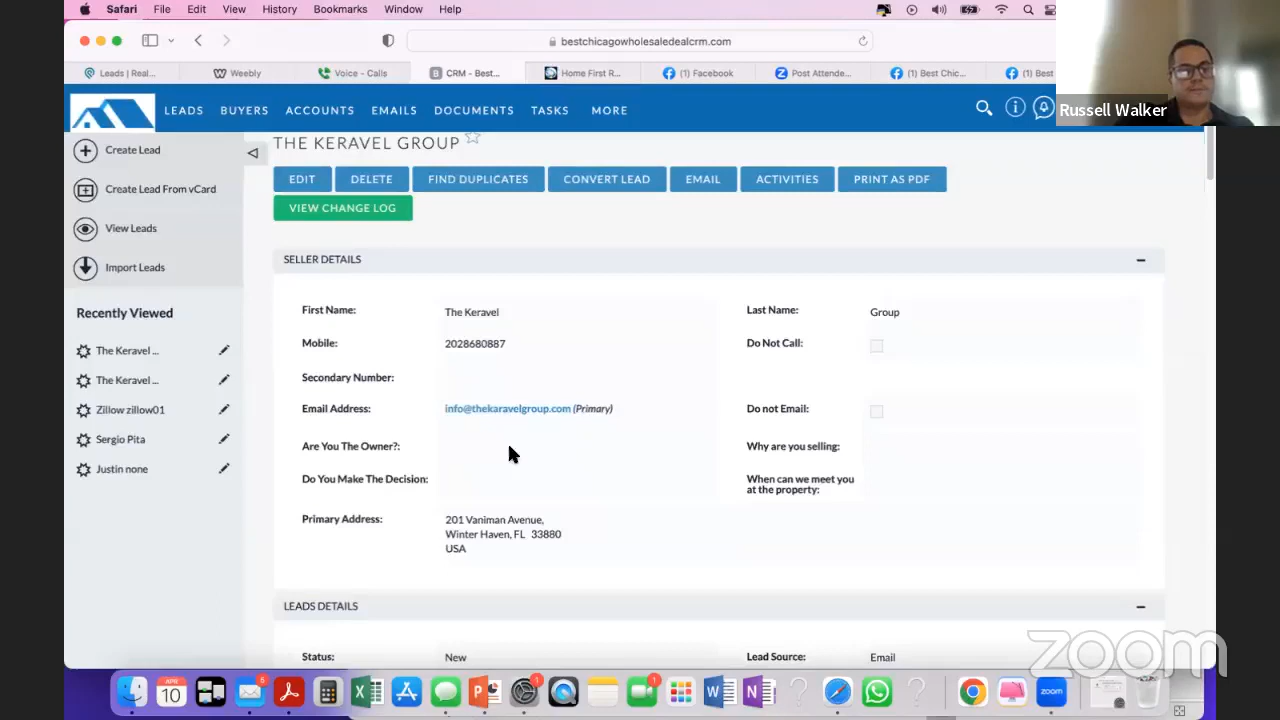 Safari File Edit View History Bookmarks Window Help
bestchicagowholesaledealcrm.com
Leads | Real... Weebly Voice - Calls CRM - Best... Home First R... (1) Facebook Post Attende... (1) Best Chic... (1) Best
Russell Walker
LEADS BUYERS ACCOUNTS EMAILS DOCUMENTS TASKS MORE
Create Lead
Create Lead From vCard
View Leads
Import Leads
Recently Viewed
The Keravel ...
The Keravel ...
Zillow zillow01
Sergio Pita
Justin none
THE KERAVEL GROUP
EDIT DELETE FIND DUPLICATES CONVERT LEAD EMAIL ACTIVITIES PRINT AS PDF
VIEW CHANGE LOG
SELLER DETAILS
First Name: The Keravel Last Name: Group
Mobile: 2028680887 Do Not Call:
Secondary Number:
Email Address: info@thekaravelgroup.com (Primary) Do not Email:
Are You The Owner?: Why are you selling:
Do You Make The Decision: When can we meet you
at the property:
Primary Address: 201 Vaniman Avenue,
Winter Haven, FL 33880
USA
LEADS DETAILS
Status: New Lead Source: Email
zoom
APR
10
6
1
1
zoom